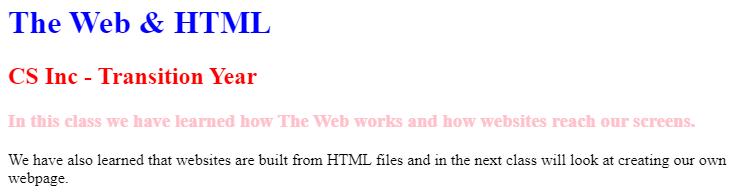 The Web & HTML
CS Inc - Transition Year
In this class we have learned how The Web works and how websites reach our screens.
We have also learned that websites are built from HTML files and in the next class will look at creating our own
webpage.